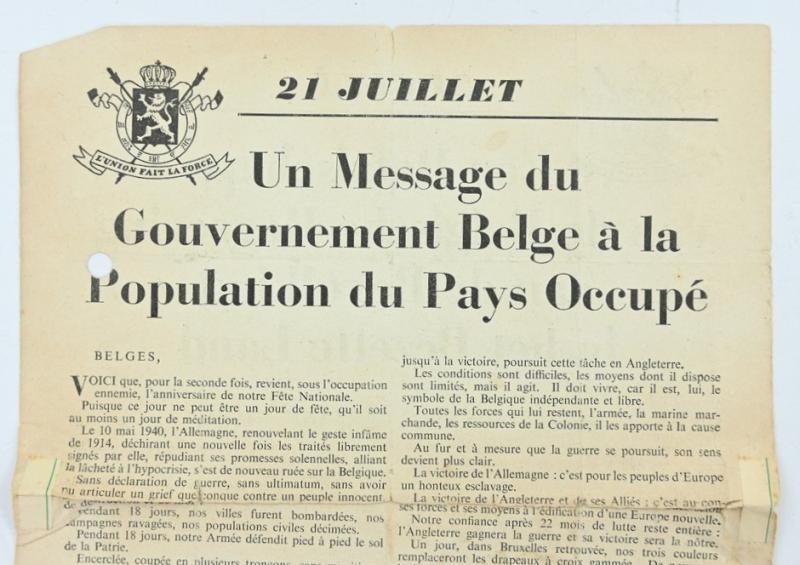 21 JUILLET
L'UNION FAIT LA FORCE
Un Message du
Gouvernement Belge à la
Population du Pays Occupé
BELGES,
VOICI que, pour la seconde fois, revient, sous l'occupation
ennemie, l'anniversaire de notre Fête Nationale.
Puisque ce jour ne peut être un jour de fête, qu'il soit
au moins un jour de méditation.
Le 10 mai 1940, l'Allemagne, renouvelant le geste infâme
de 1914, déchirant une nouvelle fois les traités librement
signés par elle, répudiant ses promesses solennelles, alliant
la lâcheté à l'hypocrisie, s'est de nouveau ruée sur la Belgique.
Sans déclaration de guerre, sans ultimatum, sans avoir
pu articuler un grief quelconque contre un peuple innocent
Pendant 18 jours, nos villes furent bombardées, nos
campagnes ravagées, nos populations civiles décimées.
Pendant 18 jours, notre Armée défendit pied à pied le sol
de la Patrie.
Encerclée, coupée en plusieurs tronçons, sans
jusqu'à la victoire, poursuit cette tâche en Angleterre.
Les conditions sont difficiles, les moyens dont il dispose
sont limités, mais il agit. Il doit vivre, car il est, lui, le
symbole de la Belgique indépendante et libre.
Toutes les forces qui lui restent, l'armée, la marine mar-
chande, les ressources de la Colonie, il les apporte à la cause
commune.
Au fur et à mesure que la guerre se poursuit, son sens
devient plus clair.
La victoire de l'Allemagne : c'est pour les peuples d'Europe
un honteux esclavage.
La victoire de l'Angleterre et de ses Alliés : c'est au con-
ses forces et ses moyens à l'édification d'une Europe nouvelle.
Notre confiance après 22 mois de lutte reste entière :
l'Angleterre gagnera la guerre et sa victoire sera la nôtre.
Un jour, dans Bruxelles retrouvée, nos trois couleurs
remplaceront les drapeaux à croix gammée.